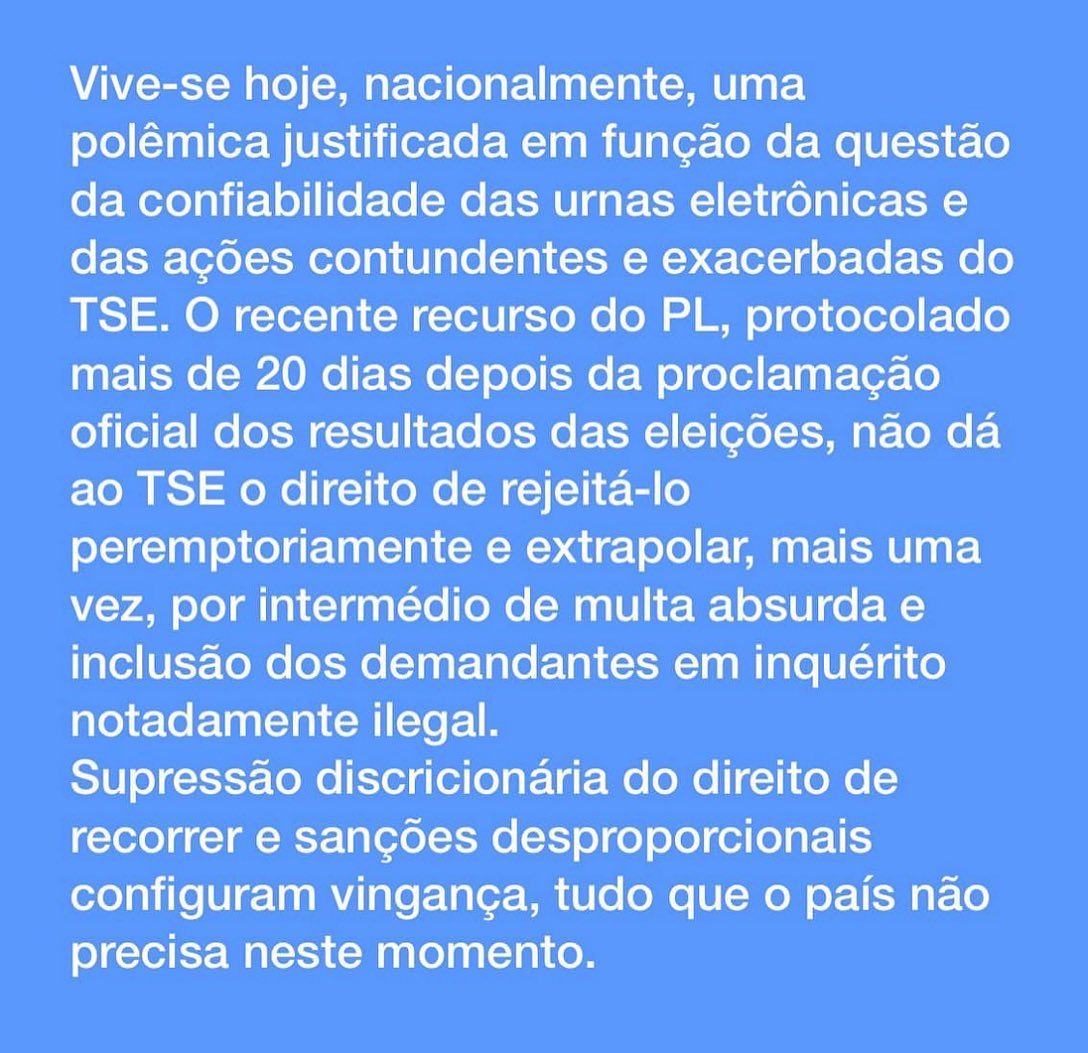 Vive-se hoje, nacionalmente, uma
polêmica justificada em função da questão
da confiabilidade das urnas eletrônicas e
das ações contundentes e exacerbadas do
TSE. O recente recurso do PL, protocolado
mais de 20 dias depois da proclamação
oficial dos resultados das eleições, não dá
ao TSE o direito de rejeitá-lo
peremptoriamente e extrapolar, mais uma
vez, por intermédio de multa absurda e
inclusão dos demandantes em inquérito
notadamente ilegal.
Supressão discricionária do direito de
recorrer e sanções desproporcionais
configuram vingança, tudo que o país não
precisa neste momento.